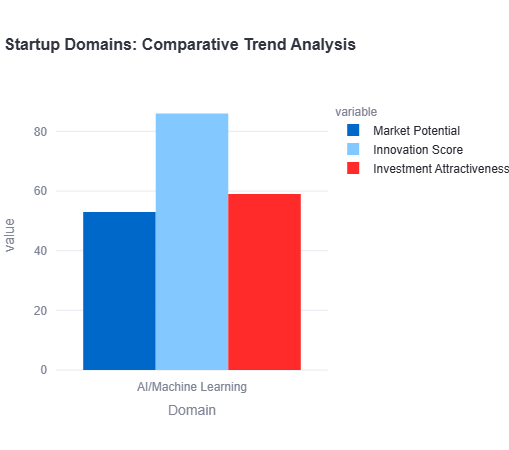 Startup Domains: Comparative Trend Analysis
variable
Market Potential
Innovation Score
Investment Attractiveness
value
80
60
40
20
0
AI/Machine Learning
Domain